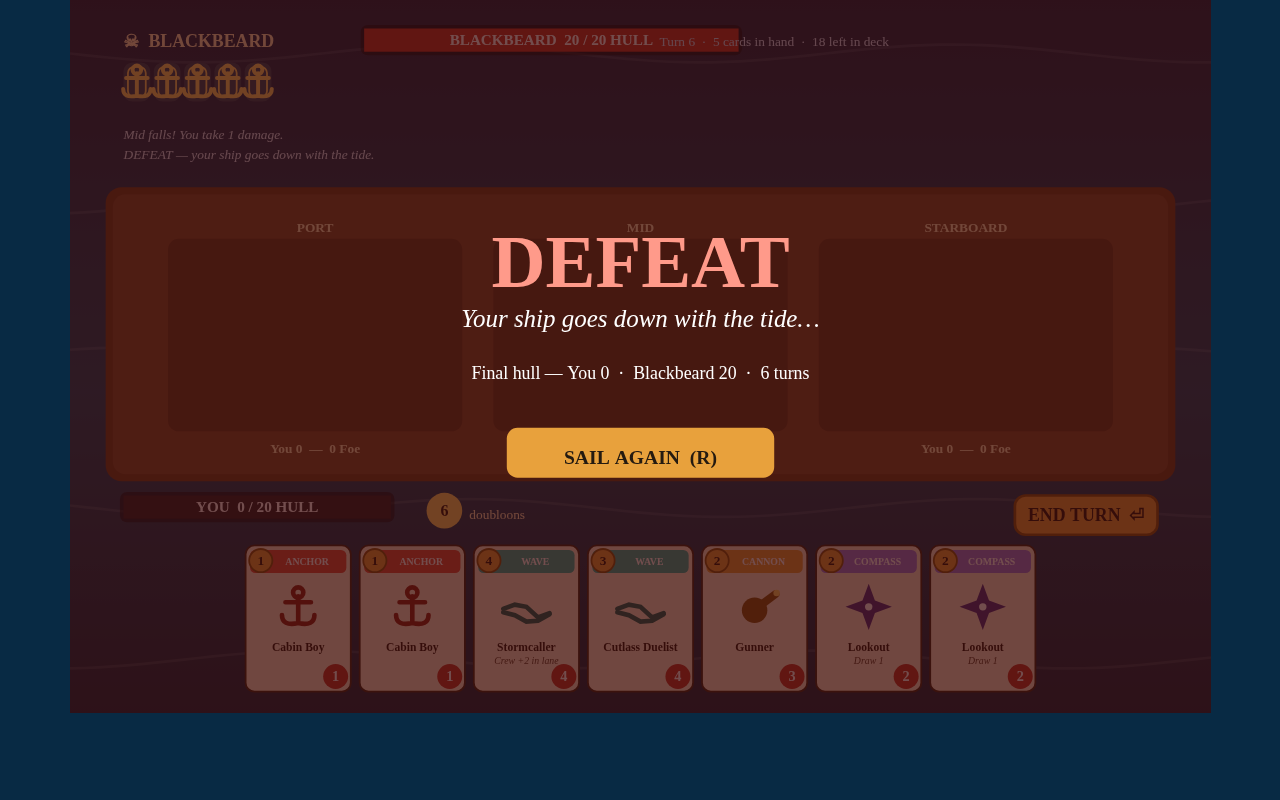 ☠ BLACKBEARD
BLACKBEARD 20 / 20 HULL
Turn 6 · 5 cards in hand · 18 left in deck
Mid falls! You take 1 damage.
DEFEAT — your ship goes down with the tide.
PORT
MID
STARBOARD
DEFEAT
Your ship goes down with the tide…
Final hull — You 0 · Blackbeard 20 · 6 turns
SAIL AGAIN (R)
You 0 — 0 Foe
You 0 — 0 Foe
YOU 0 / 20 HULL
6 doubloons
END TURN ⏎
1 ANCHOR
Cabin Boy
1
1 ANCHOR
Cabin Boy
1
4 WAVE
Stormcaller
Crew +2 in lane
4
3 WAVE
Cutlass Duelist
4
2 CANNON
Gunner
3
2 COMPASS
Lookout
Draw 1
2
2 COMPASS
Lookout
Draw 1
2